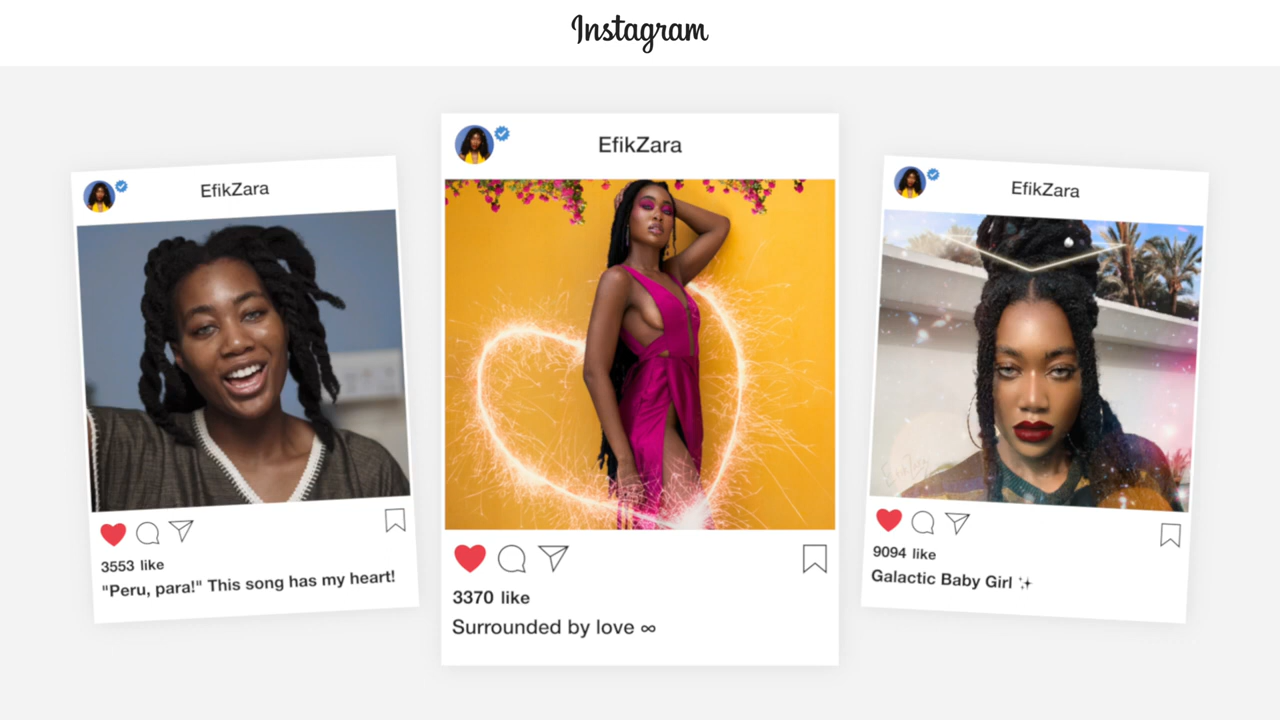 Instagram
EfikZara
3553 like
"Peru, para!" This song has my heart!
EfikZara
3370 like
Surrounded by love ∞
EfikZara
EfikZara
9094 like
Galactic Baby Girl